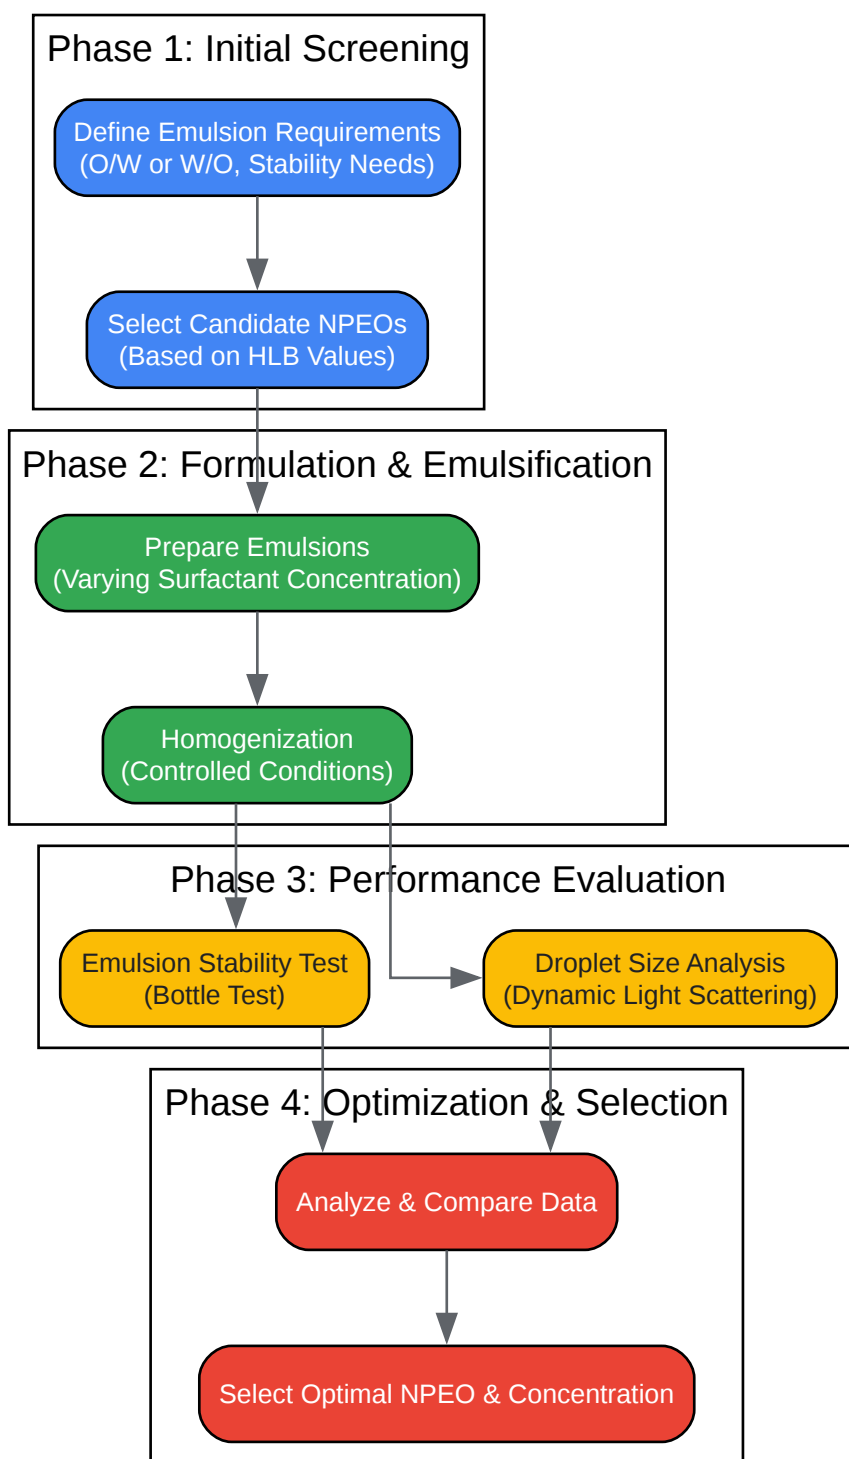 Phase 1: Initial Screening
Define Emulsion Requirements
(O/W or W/O, Stability Needs)
Select Candidate NPEOs
(Based on HLB Values)
Phase 2: Formulation & Emulsification
Prepare Emulsions
(Varying Surfactant Concentration)
Homogenization
(Controlled Conditions)
Phase 3: Performance Evaluation
Emulsion Stability Test
(Bottle Test)
Droplet Size Analysis
(Dynamic Light Scattering)
Phase 4: Optimization & Selection
Analyze & Compare Data
Select Optimal NPEO & Concentration